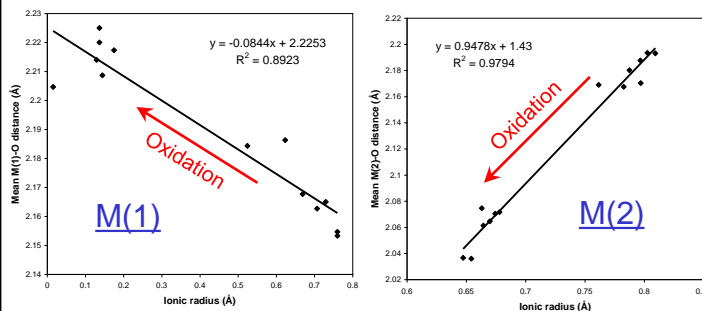 2.23
2.22
2.21
2.2
2.19
2.18
2.17
2.16
2.15
2.14
Mean M(1)-O distance (Å)
y = -0.0844x + 2.2253
R² = 0.8923
Oxidation
M(1)
0 0.1 0.2 0.3 0.4 0.5 0.6 0.7 0.8
Ionic radius (Å)
2.22
2.2
2.18
2.16
2.14
2.12
2.1
2.08
2.06
2.04
2.02
Mean M(2)-O distance (Å)
y = 0.9478x + 1.43
R² = 0.9794
Oxidation
M(2)
0.6 0.65 0.7 0.75 0.8
Ionic radius (Å)